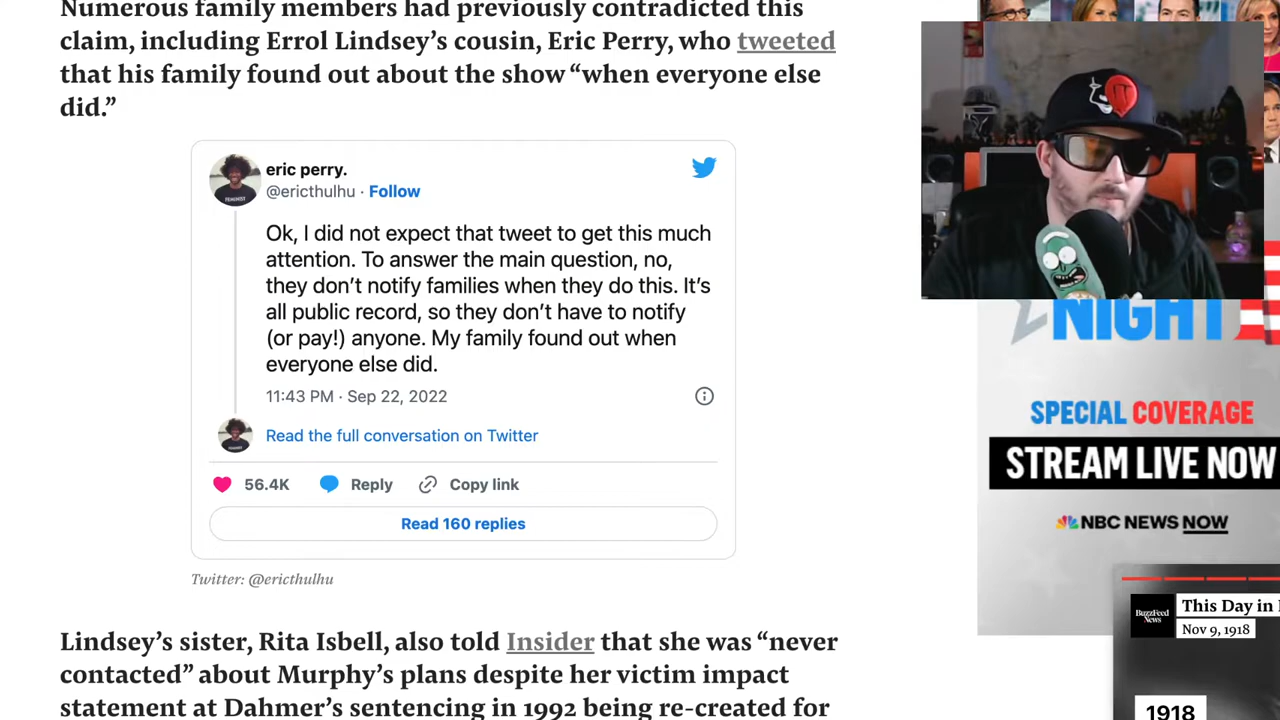 Numerous family members had previously contradicted this
claim, including Errol Lindsey’s cousin, Eric Perry, who tweeted
that his family found out about the show “when everyone else
did.”
eric perry.
@ericthulhu · Follow
Ok, I did not expect that tweet to get this much
attention. To answer the main question, no,
they don’t notify families when they do this. It’s
all public record, so they don’t have to notify
(or pay!) anyone. My family found out when
everyone else did.
11:43 PM · Sep 22, 2022
Read the full conversation on Twitter
56.4K Reply Copy link
Read 160 replies
Twitter: @ericthulhu
Lindsey’s sister, Rita Isbell, also told Insider that she was “never
contacted” about Murphy’s plans despite her victim impact
statement at Dahmer’s sentencing in 1992 being re-created for
NIGHT
SPECIAL COVERAGE
STREAM LIVE NOW
NBC NEWS NOW
BuzzFeed
News
This Day in
Nov 9, 1918
1918